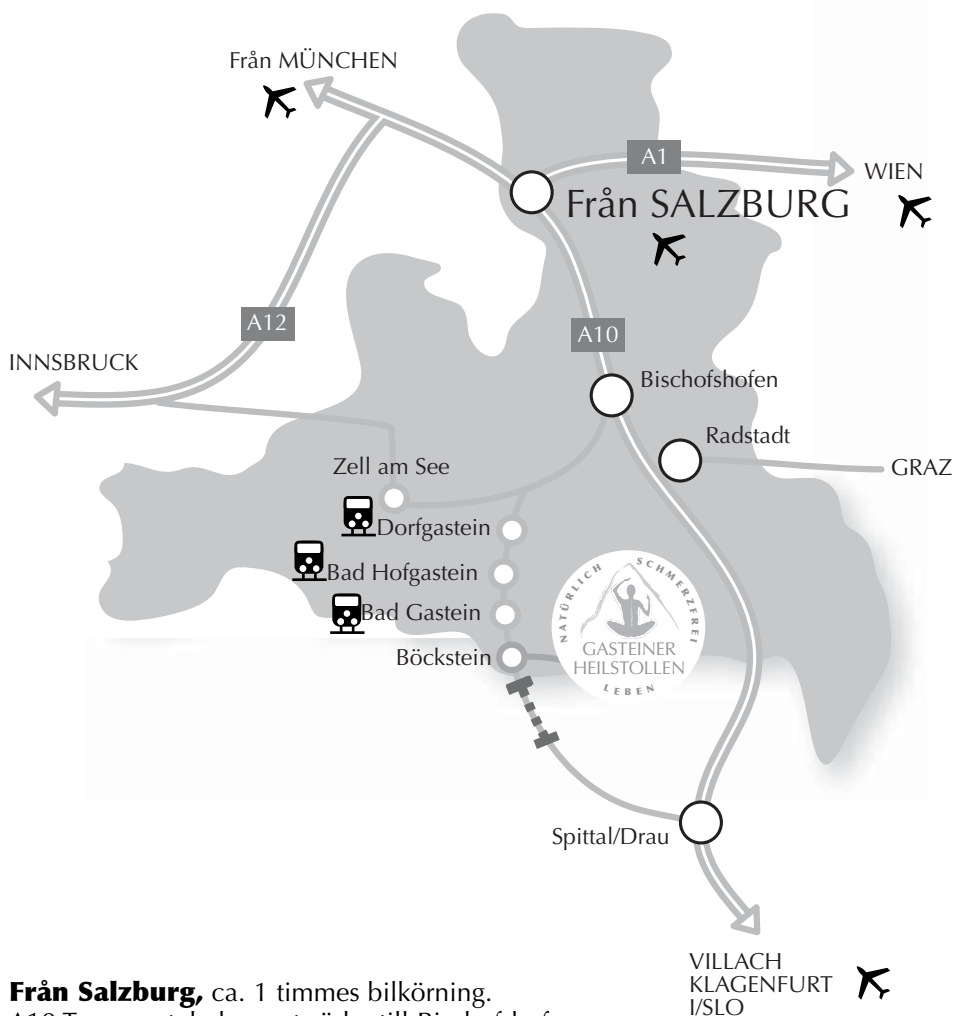 Från MÜNCHEN
A1
WIEN
Från SALZBURG
A12
A10
INNSBRUCK
Bischofshofen
Radstadt
Zell am See
GRAZ
Dorfgastein
Bad Hofgastein
Bad Gastein
Böckstein
NATÜRLICH SCHMERZFREI
GASTEINER
HEILSTOLLEN
LEBEN
Spittal/Drau
VILLACH
KLAGENFURT
I/SLO
Från Salzburg, ca. 1 timmes bilkörning.